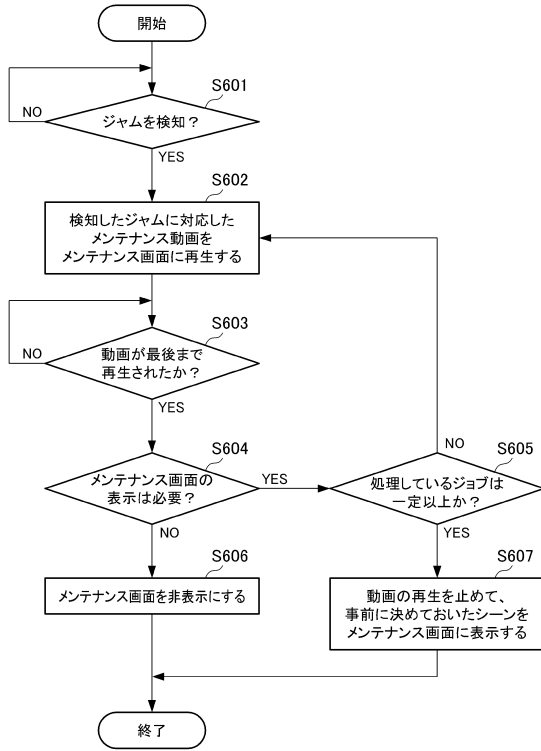 開始
S601
ジャムを検知？
NO
YES
S602
検知したジャムに対応した
メンテナンス動画を
メンテナンス画面に再生する
S603
動画が最後まで
再生されたか？
NO
YES
S604
メンテナンス画面の
表示は必要？
YES
NO
S605
処理しているジョブは
一定以上か？
NO
YES
S606
メンテナンス画面を非表示にする
S607
動画の再生を止めて、
事前に決めておいたシーンを
メンテナンス画面に表示する
終了